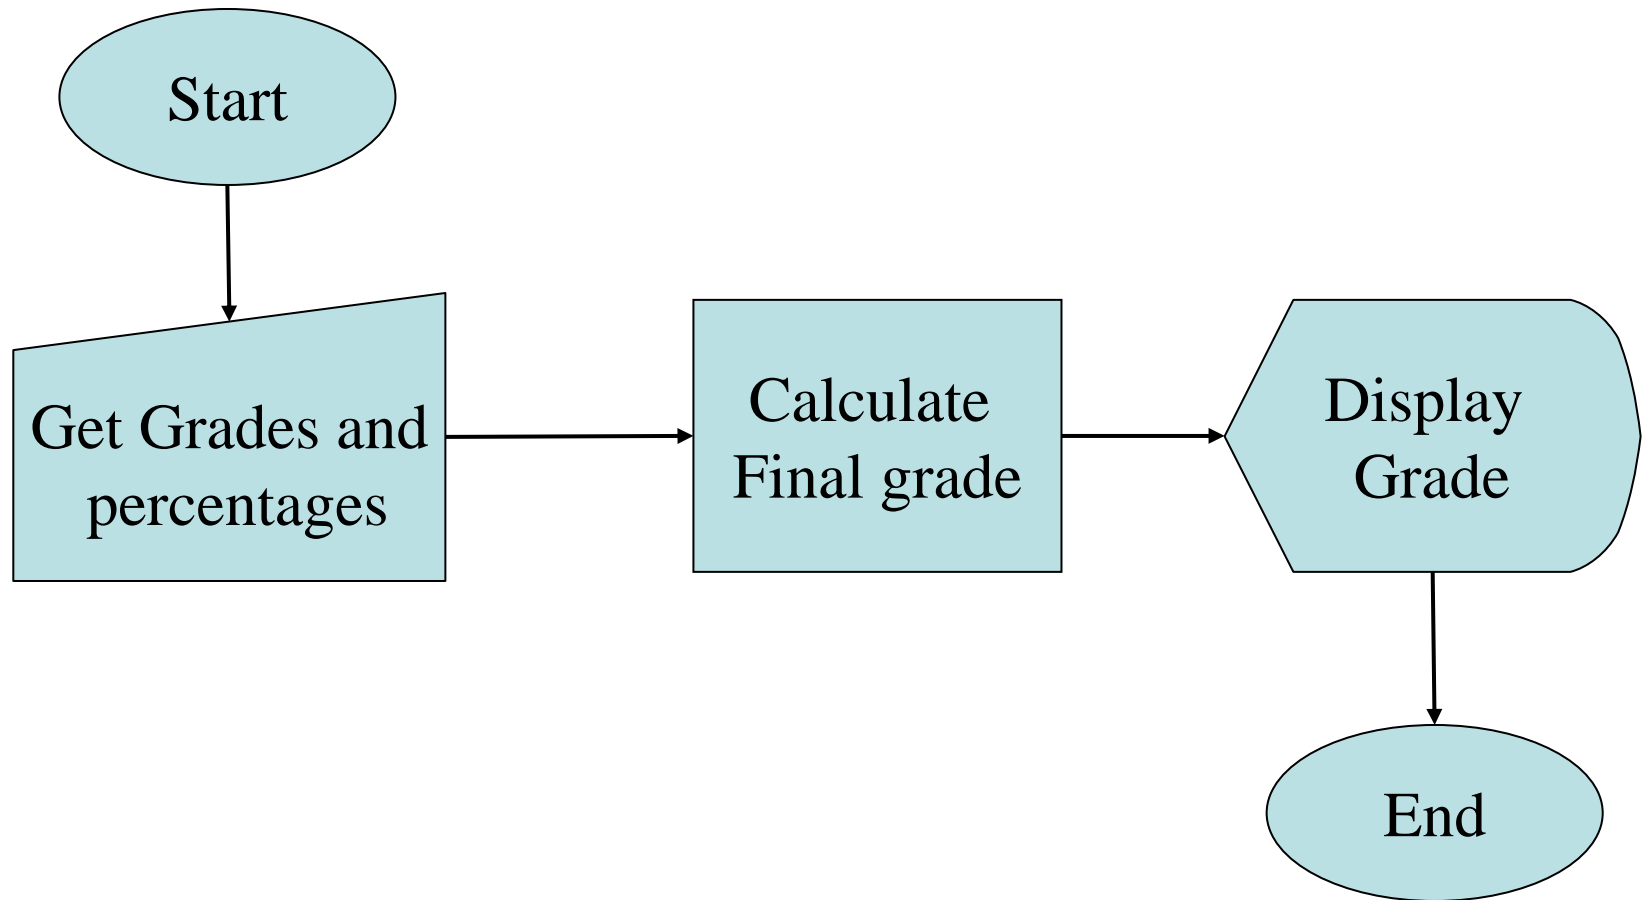 Start
Get Grades and
percentages
Calculate
Final grade
Display
Grade
End